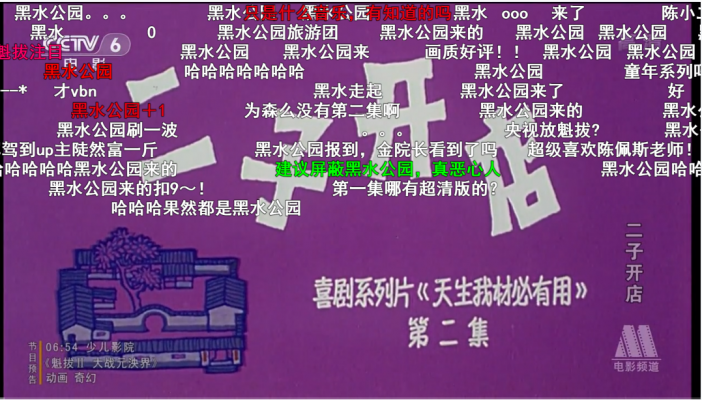 黑水公园。。。 黑水公园 公园黑水公园 黑水 ooo 来了 陈小二
只是什么音乐，有知道的吗
黑水 0 黑水公园旅游团 黑水公园来的 黑水公园 黑水公园
CCTV 6
电影
魁拨注目 黑水公园 黑水公园来 画质好评！！ 黑水公园 黑水公园
黑水公园 哈哈哈哈哈哈哈 黑水公园 童年系列
--* 才vbn 黑水走起 黑水公园来了 好
黑水公园＋1 为森么没有第二集啊 黑水公园的
黑水公园刷一波 。。。 央视放魁拨? 黑水
驾到up主陡然富一斤 黑水公园报到，金院长看到了吗 超级喜欢陈佩斯老师!
哈哈哈哈哈黑水公园来的 建议屏蔽黑水公园，真恶心人 黑水公园哈哈
黑水公园来的扣9～! 第一集哪有超清版的?
哈哈哈果然都是黑水公园
二子开店
二子开店
喜剧系列片《天生我材必有用》
第二集
节目预告
06:54 少儿影院
《魁拔Ⅱ 大战元泱界》
动画 奇幻
电影频道